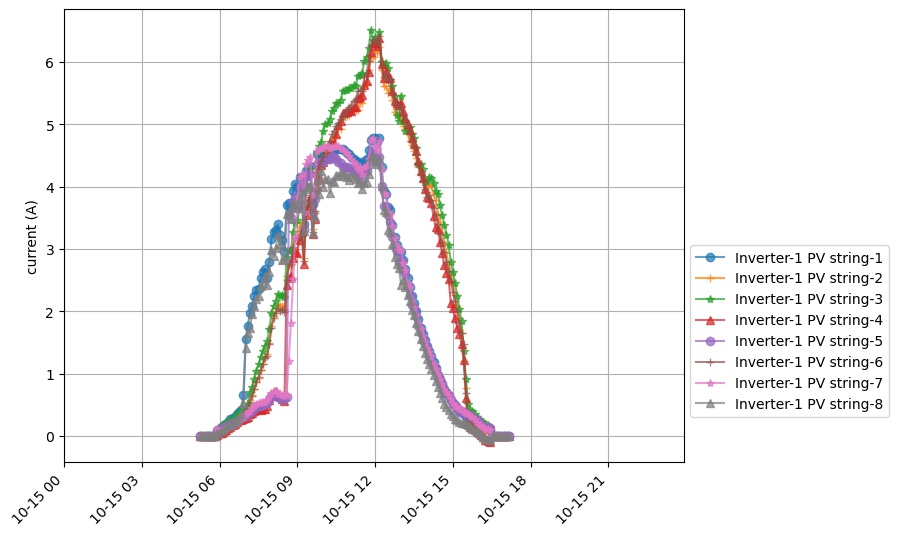 current (A)
6
5
4
3
2
1
0
10-15 00
10-15 03
10-15 06
10-15 09
10-15 12
10-15 15
10-15 18
10-15 21
Inverter-1 PV string-1
Inverter-1 PV string-2
Inverter-1 PV string-3
Inverter-1 PV string-4
Inverter-1 PV string-5
Inverter-1 PV string-6
Inverter-1 PV string-7
Inverter-1 PV string-8